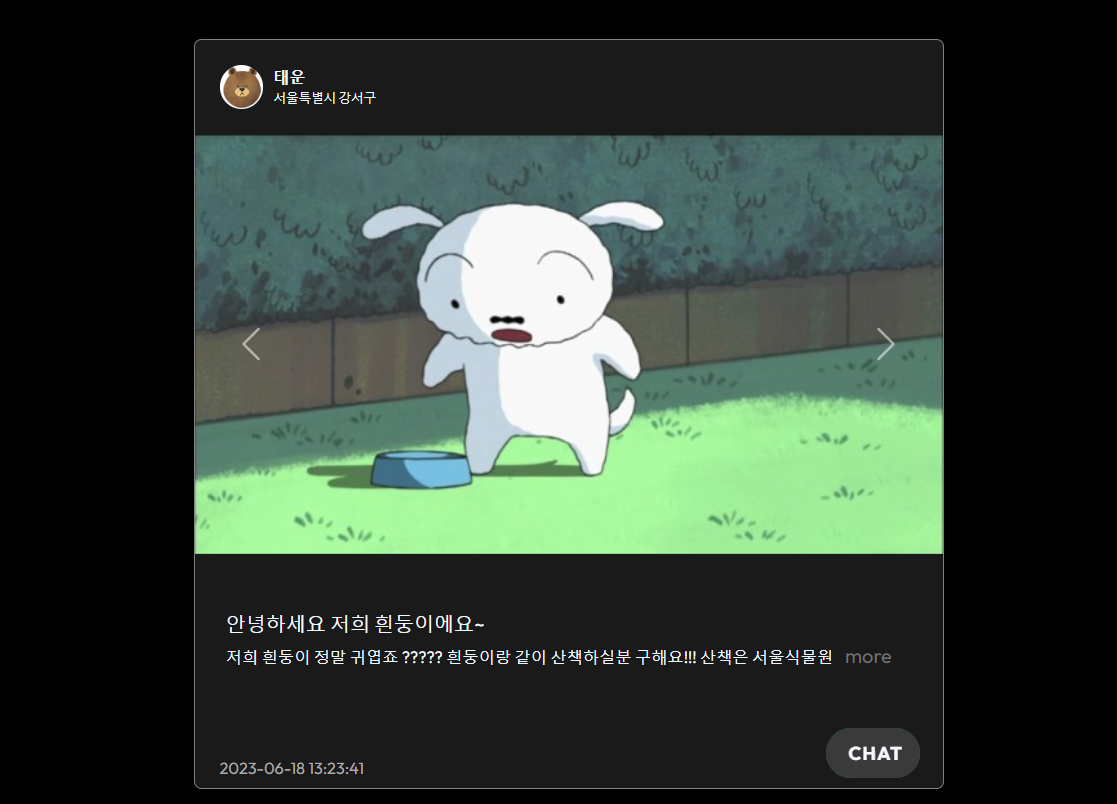 태운
서울특별시 강서구
안녕하세요 저희 흰둥이에요~
저희 흰둥이 정말 귀엽죠 ????? 흰둥이랑 같이 산책하실분 구해요!!! 산책은 서울식물원 more
2023-06-18 13:23:41
CHAT